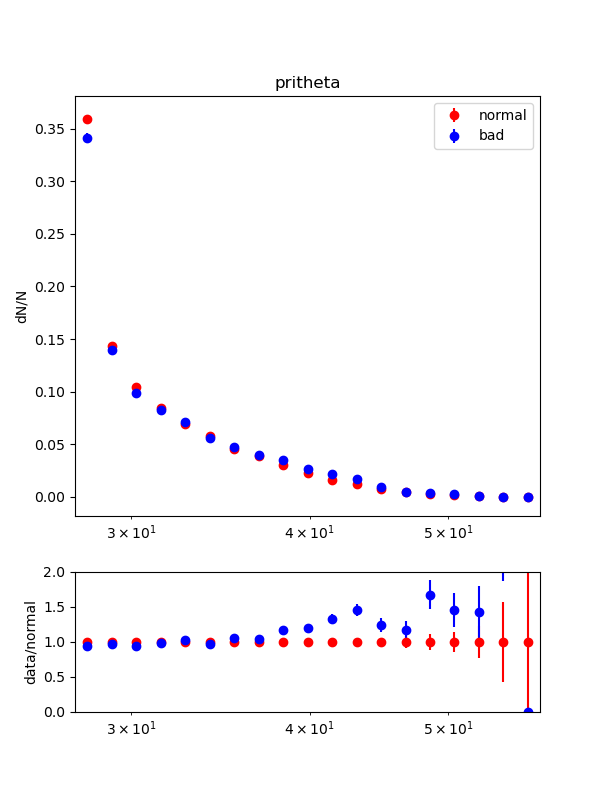 pritheta
normal
bad
dN/N
0.35
0.30
0.25
0.20
0.15
0.10
0.05
0.00
3 × 10¹
4 × 10¹
5 × 10¹
data/normal
2.0
1.5
1.0
0.5
0.0
3 × 10¹
4 × 10¹
5 × 10¹